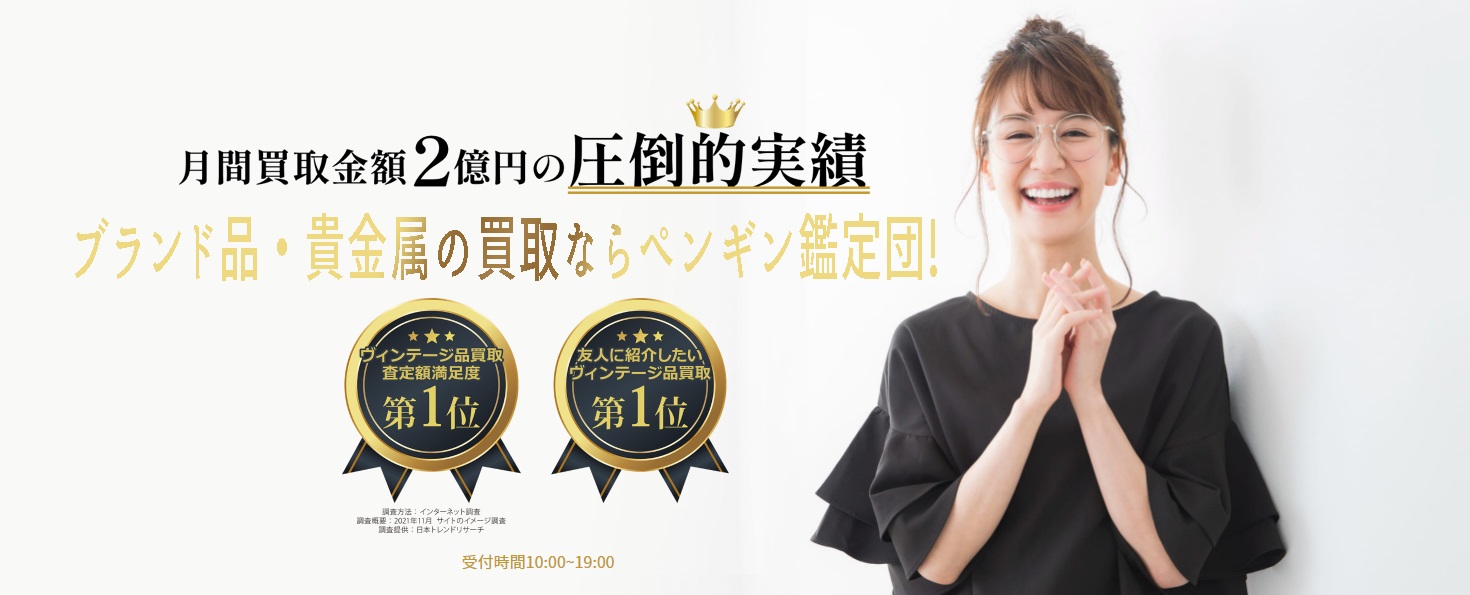 月間買取金額2億円の圧倒的実績
ブランド品・貴金属の買取ならペンギン鑑定団!
ヴィンテージ品買取
査定額満足度
第1位
友人に紹介したい
ヴィンテージ品買取
第1位
調査方法：インターネット調査
調査概要：2021年11月 サイトのイメージ調査
調査提供：日本トレンドリサーチ
受付時間10:00~19:00